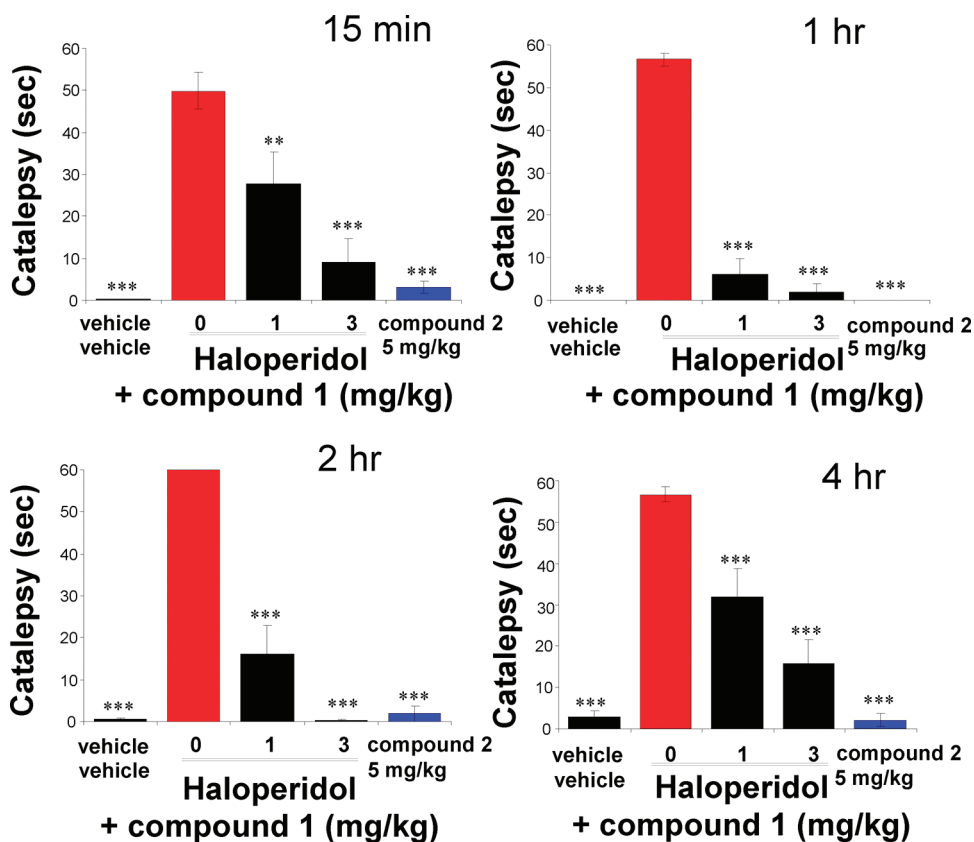 15 min
Catalepsy (sec)
60
50
40
30
20
10
0
***
**
***
***
vehicle
vehicle
0 1 3
compound 2
5 mg/kg
Haloperidol
+ compound 1 (mg/kg)
1 hr
Catalepsy (sec)
60
50
40
30
20
10
0
***
***
***
***
vehicle
vehicle
0 1 3
compound 2
5 mg/kg
Haloperidol
+ compound 1 (mg/kg)
2 hr
Catalepsy (sec)
60
50
40
30
20
10
0
***
***
***
***
vehicle
vehicle
0 1 3
compound 2
5 mg/kg
Haloperidol
+ compound 1 (mg/kg)
4 hr
Catalepsy (sec)
60
50
40
30
20
10
0
***
***
***
***
vehicle
vehicle
0 1 3
compound 2
5 mg/kg
Haloperidol
+ compound 1 (mg/kg)